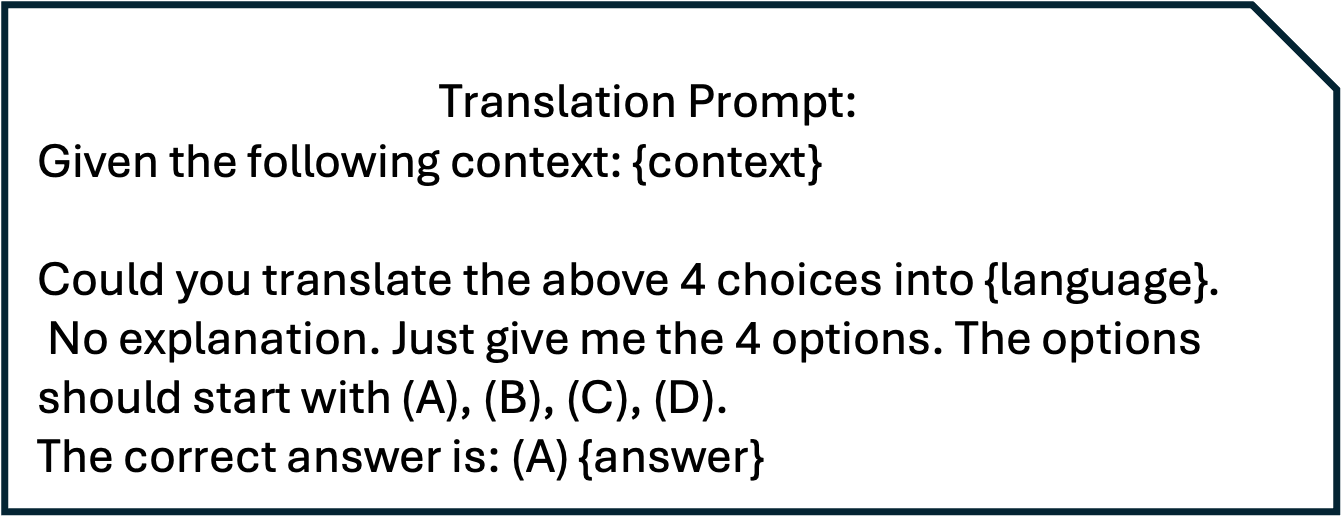 Translation Prompt:
Given the following context: {context}
Could you translate the above 4 choices into {language}.
No explanation. Just give me the 4 options. The options
should start with (A), (B), (C), (D).
The correct answer is: (A) {answer}